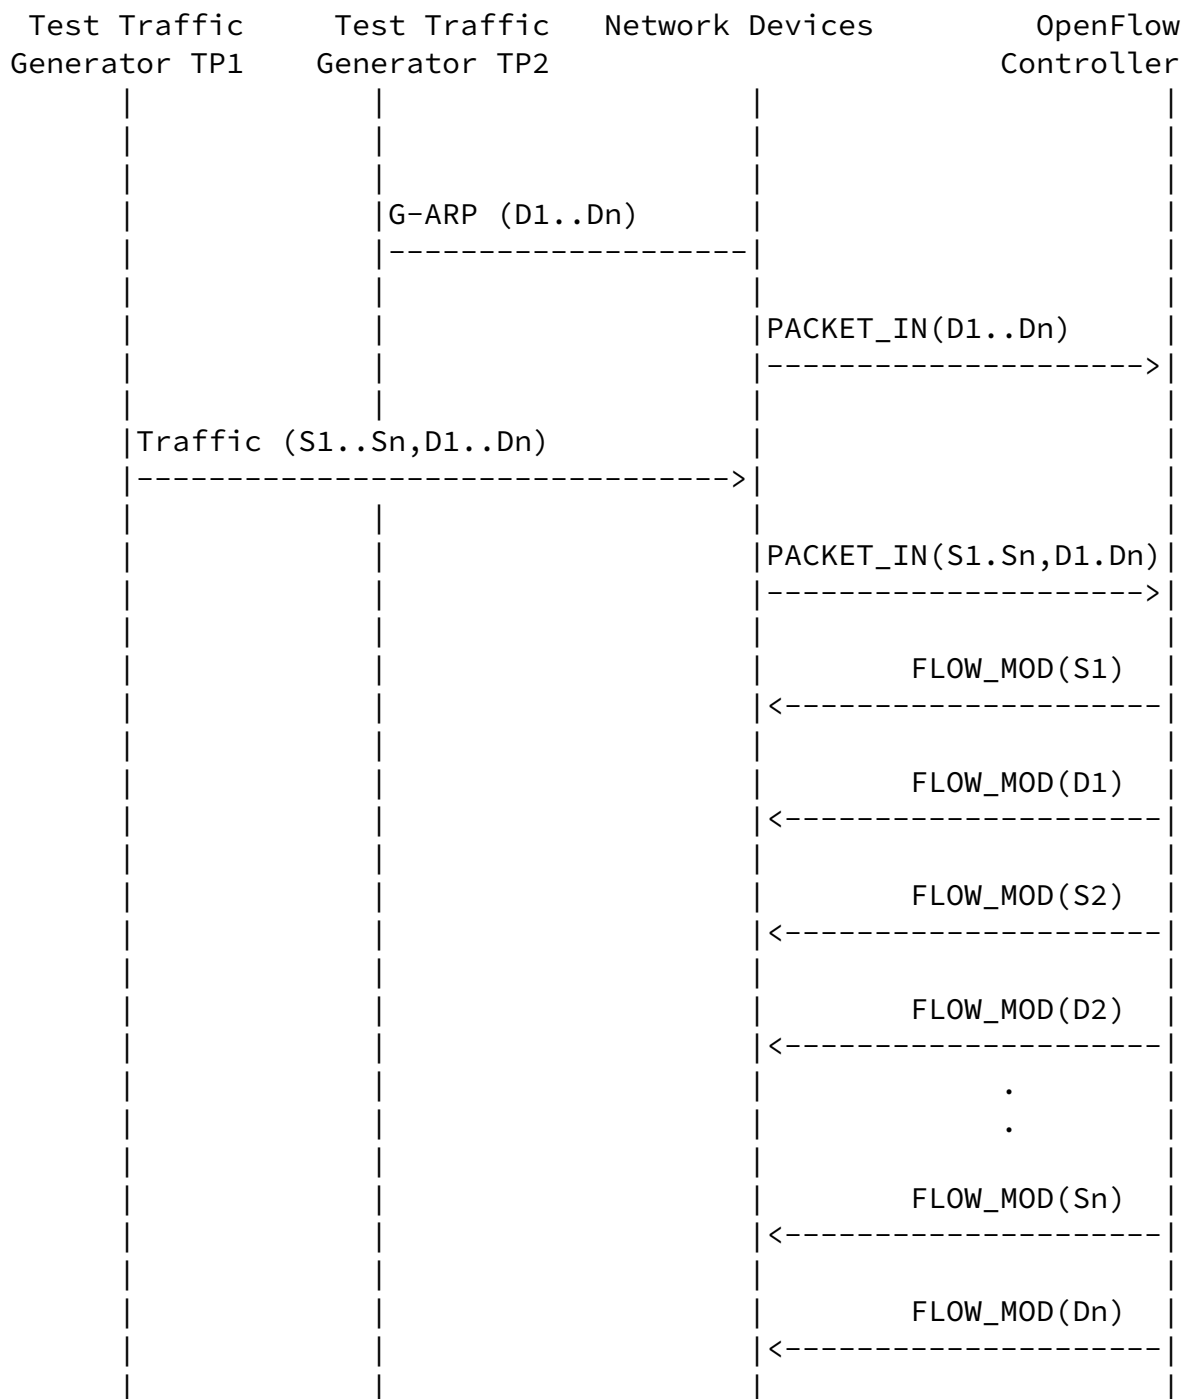 Test Traffic     Test Traffic   Network Devices         OpenFlow
Generator TP1    Generator TP2                         Controller
G-ARP (D1..Dn)
PACKET_IN(D1..Dn)
Traffic (S1..Sn,D1..Dn)
PACKET_IN(S1.Sn,D1.Dn)
FLOW_MOD(S1)
FLOW_MOD(D1)
FLOW_MOD(S2)
FLOW_MOD(D2)
.
.
FLOW_MOD(Sn)
FLOW_MOD(Dn)